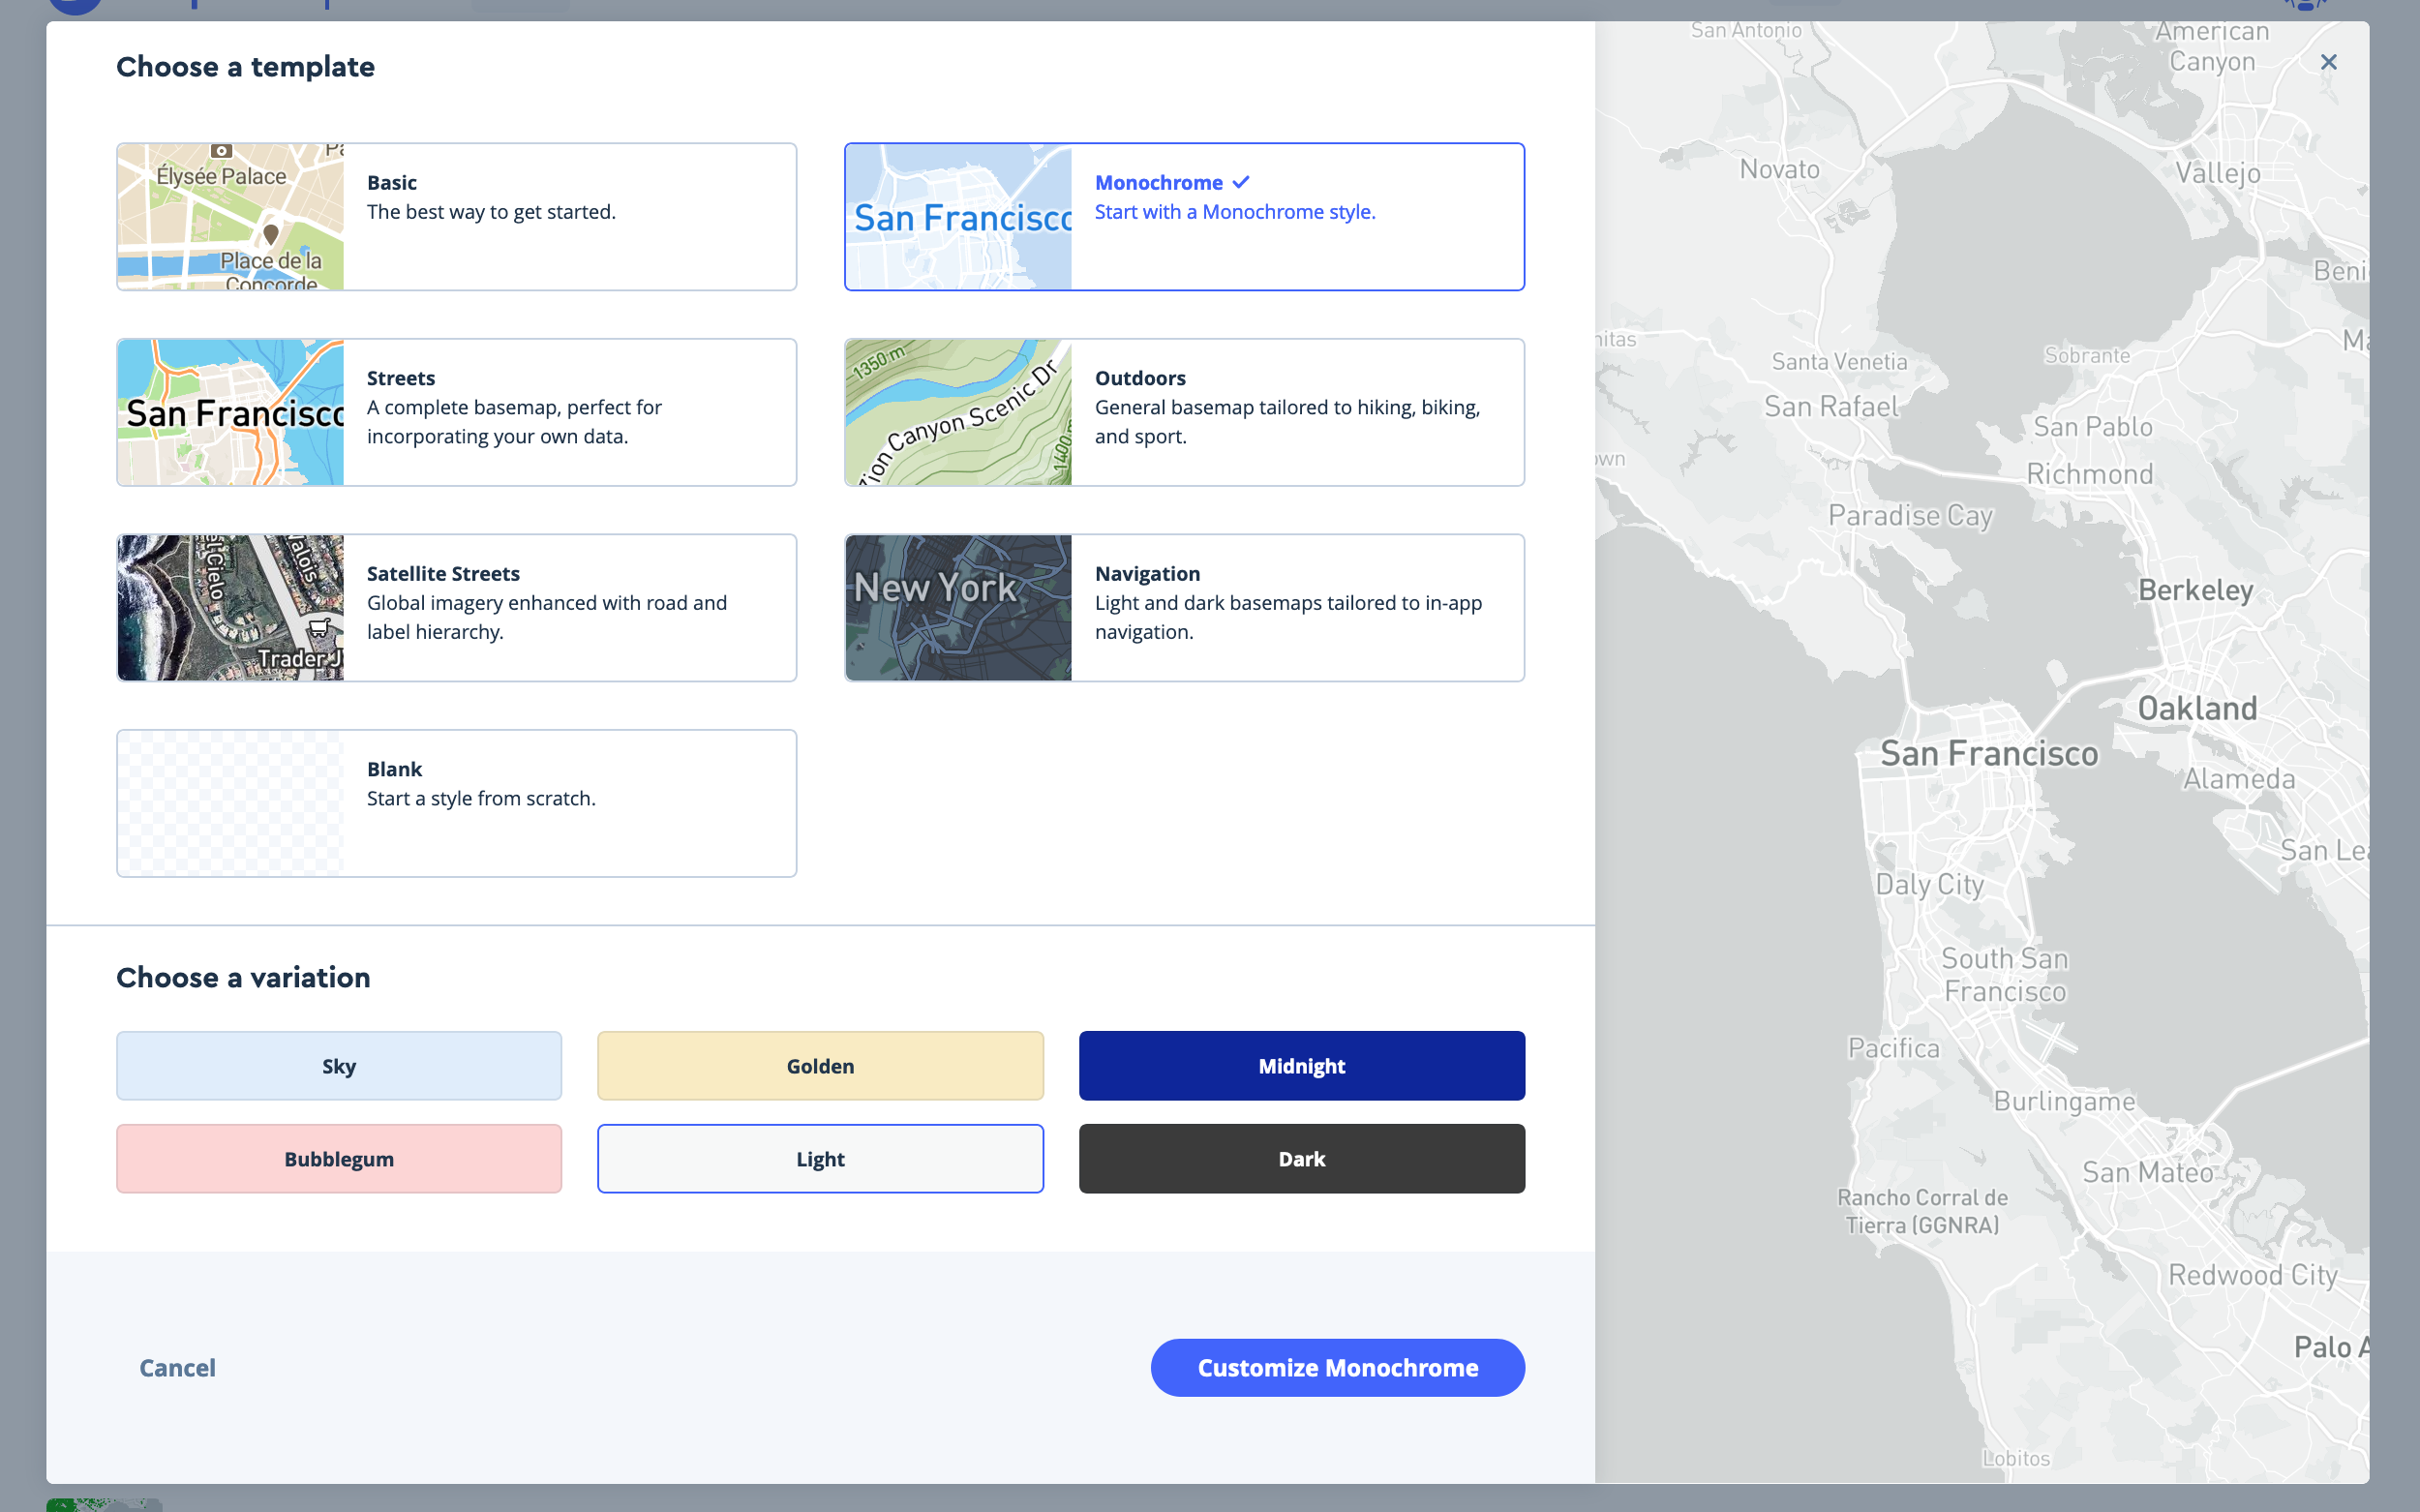 Choose a template
Élysée Palace
Place de la
Concorde
Basic
The best way to get started.
San Francisco
Monochrome
Start with a Monochrome style.
San Francisco
Streets
A complete basemap, perfect for
incorporating your own data.
1350 m
Zion Canyon Scenic Dr
1400 m
Outdoors
General basemap tailored to hiking, biking,
and sport.
Cielo
Trader J
Satellite Streets
Global imagery enhanced with road and
label hierarchy.
New York
Navigation
Light and dark basemaps tailored to in-app
navigation.
Blank
Start a style from scratch.
Choose a variation
Sky
Golden
Midnight
Bubblegum
Light
Dark
Cancel
Customize Monochrome
San Antonio
American
Canyon
Novato
Vallejo
Beni
Santa Venetia
Sobrante
San Rafael
San Pablo
Richmond
Paradise Cay
Berkeley
Oakland
San Francisco
Alameda
San Lea
Daly City
South San
Francisco
Pacifica
Burlingame
San Mateo
Rancho Corral de
Tierra (GGNRA)
Redwood City
Palo A
Lobitos